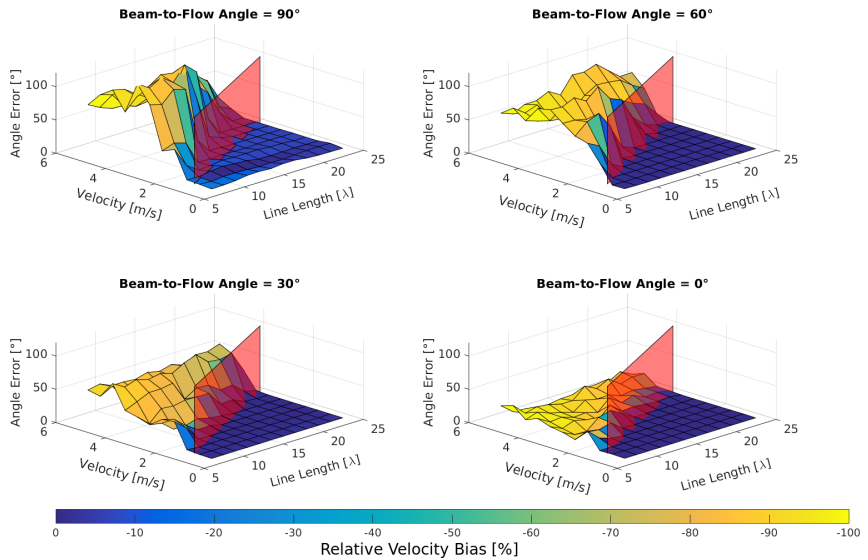 Beam-to-Flow Angle = 90°
Angle Error [°]
100
50
0
6
4
2
0
5
10
15
20
25
Velocity [m/s]
Line Length [λ]
Beam-to-Flow Angle = 60°
Angle Error [°]
100
50
0
6
4
2
0
5
10
15
20
25
Velocity [m/s]
Line Length [λ]
Beam-to-Flow Angle = 30°
Angle Error [°]
100
50
0
6
4
2
0
5
10
15
20
25
Velocity [m/s]
Line Length [λ]
Beam-to-Flow Angle = 0°
Angle Error [°]
100
50
0
6
4
2
0
5
10
15
20
25
Velocity [m/s]
Line Length [λ]
0 -10 -20 -30 -40 -50 -60 -70 -80 -90 -100
Relative Velocity Bias [%]